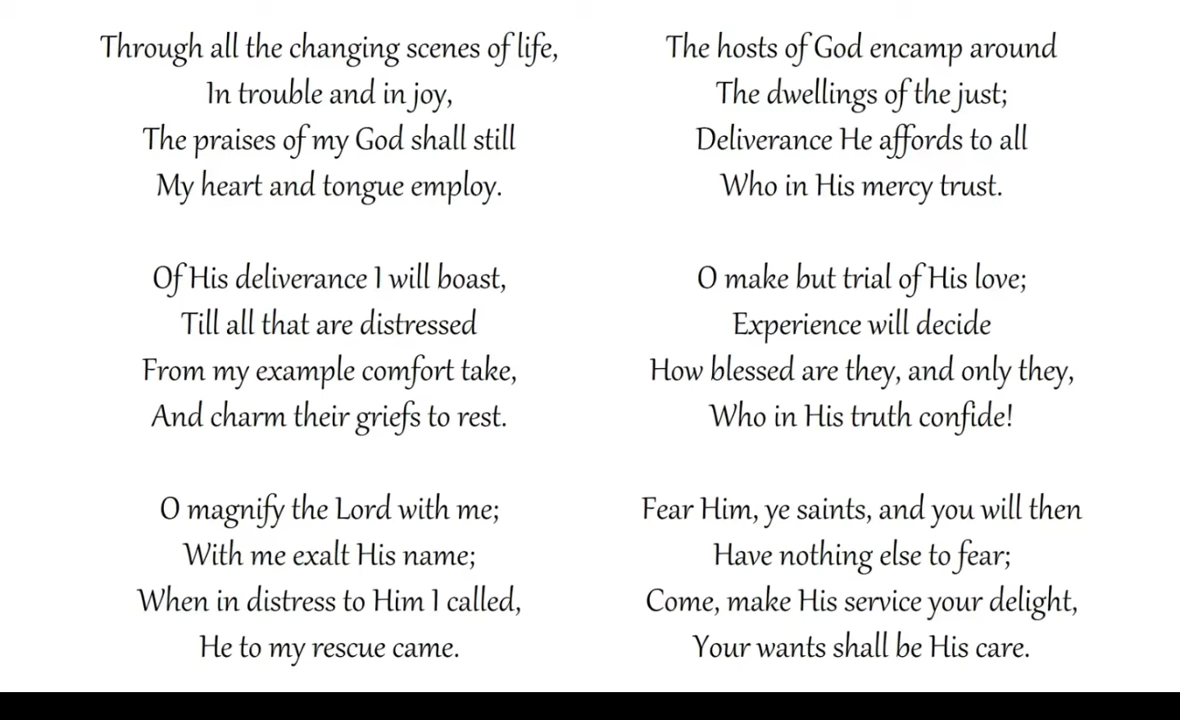 Through all the changing scenes of life,
In trouble and in joy,
The praises of my God shall still
My heart and tongue employ.
Of His deliverance I will boast,
Till all that are distressed
From my example comfort take,
And charm their griefs to rest.
O magnify the Lord with me;
With me exalt His name;
When in distress to Him I called,
He to my rescue came.
The hosts of God encamp around
The dwellings of the just;
Deliverance He affords to all
Who in His mercy trust.
O make but trial of His love;
Experience will decide
How blessed are they, and only they,
Who in His truth confide!
Fear Him, ye saints, and you will then
Have nothing else to fear;
Come, make His service your delight,
Your wants shall be His care.